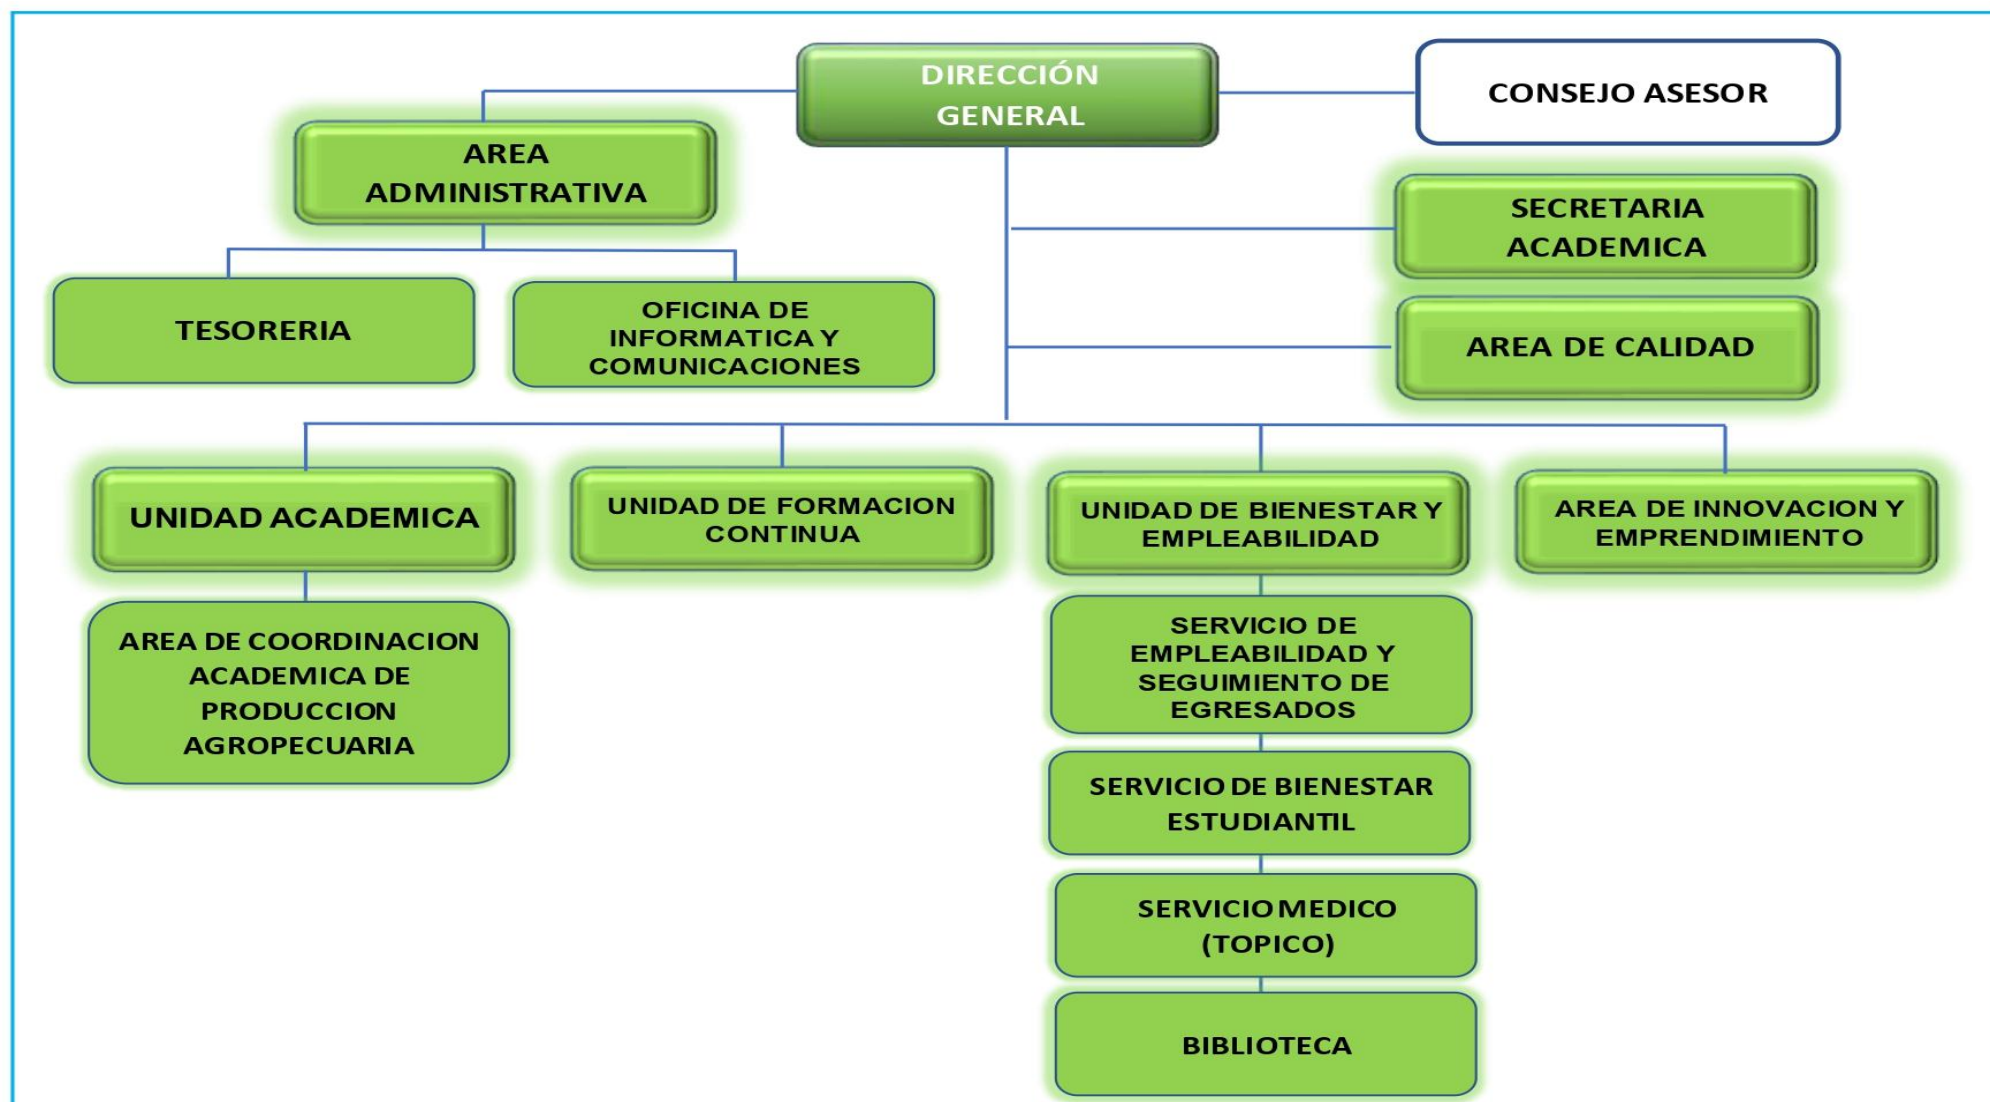 DIRECCIÓN
GENERAL
CONSEJO ASESOR
AREA
ADMINISTRATIVA
SECRETARIA
ACADEMICA
TESORERIA
OFICINA DE
INFORMATICA Y
COMUNICACIONES
AREA DE CALIDAD
UNIDAD ACADEMICA
UNIDAD DE FORMACION
CONTINUA
UNIDAD DE BIENESTAR Y
EMPLEABILIDAD
AREA DE INNOVACION Y
EMPRENDIMIENTO
AREA DE COORDINACION
ACADEMICA DE
PRODUCCION
AGROPECUARIA
SERVICIO DE
EMPLEABILIDAD Y
SEGUIMIENTO DE
EGRESADOS
SERVICIO DE BIENESTAR
ESTUDIANTIL
SERVICIO MEDICO
(TOPICO)
BIBLIOTECA